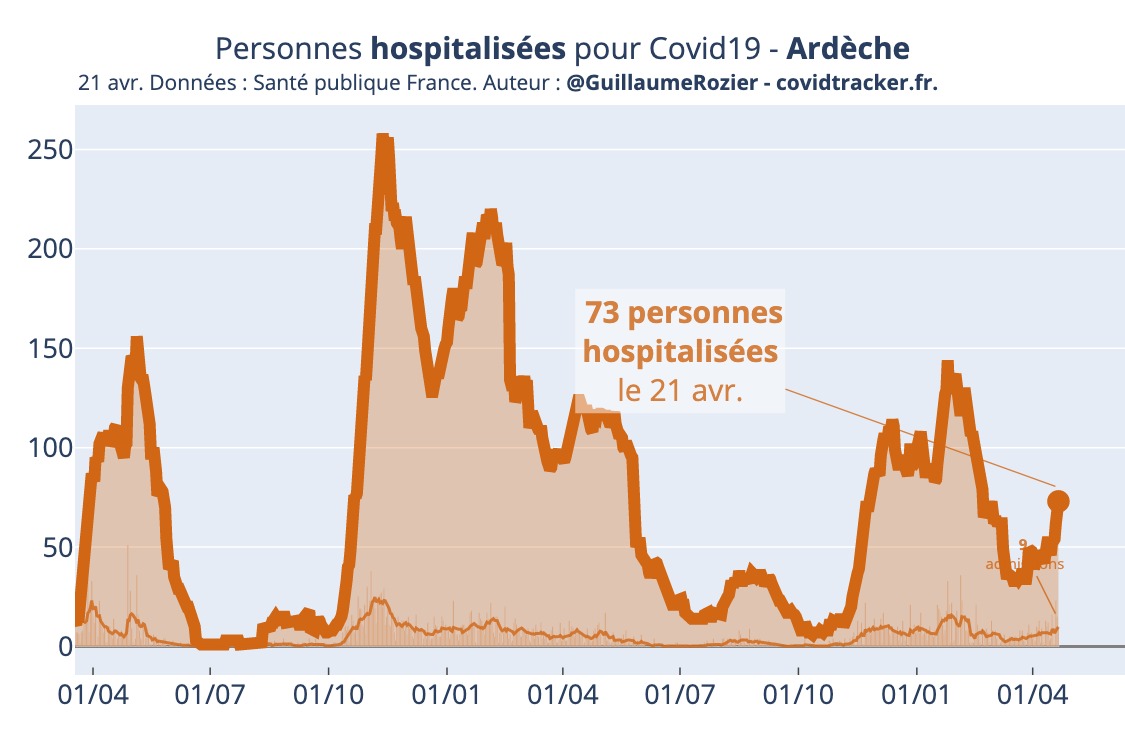 Personnes hospitalisées pour Covid19 - Ardèche
21 avr. Données : Santé publique France. Auteur : @GuillaumeRozier - covidtracker.fr.
250
200
150
100
50
0
73 personnes
hospitalisées
le 21 avr.
9
admissions
01/04 01/07 01/10 01/01 01/04 01/07 01/10 01/01 01/04